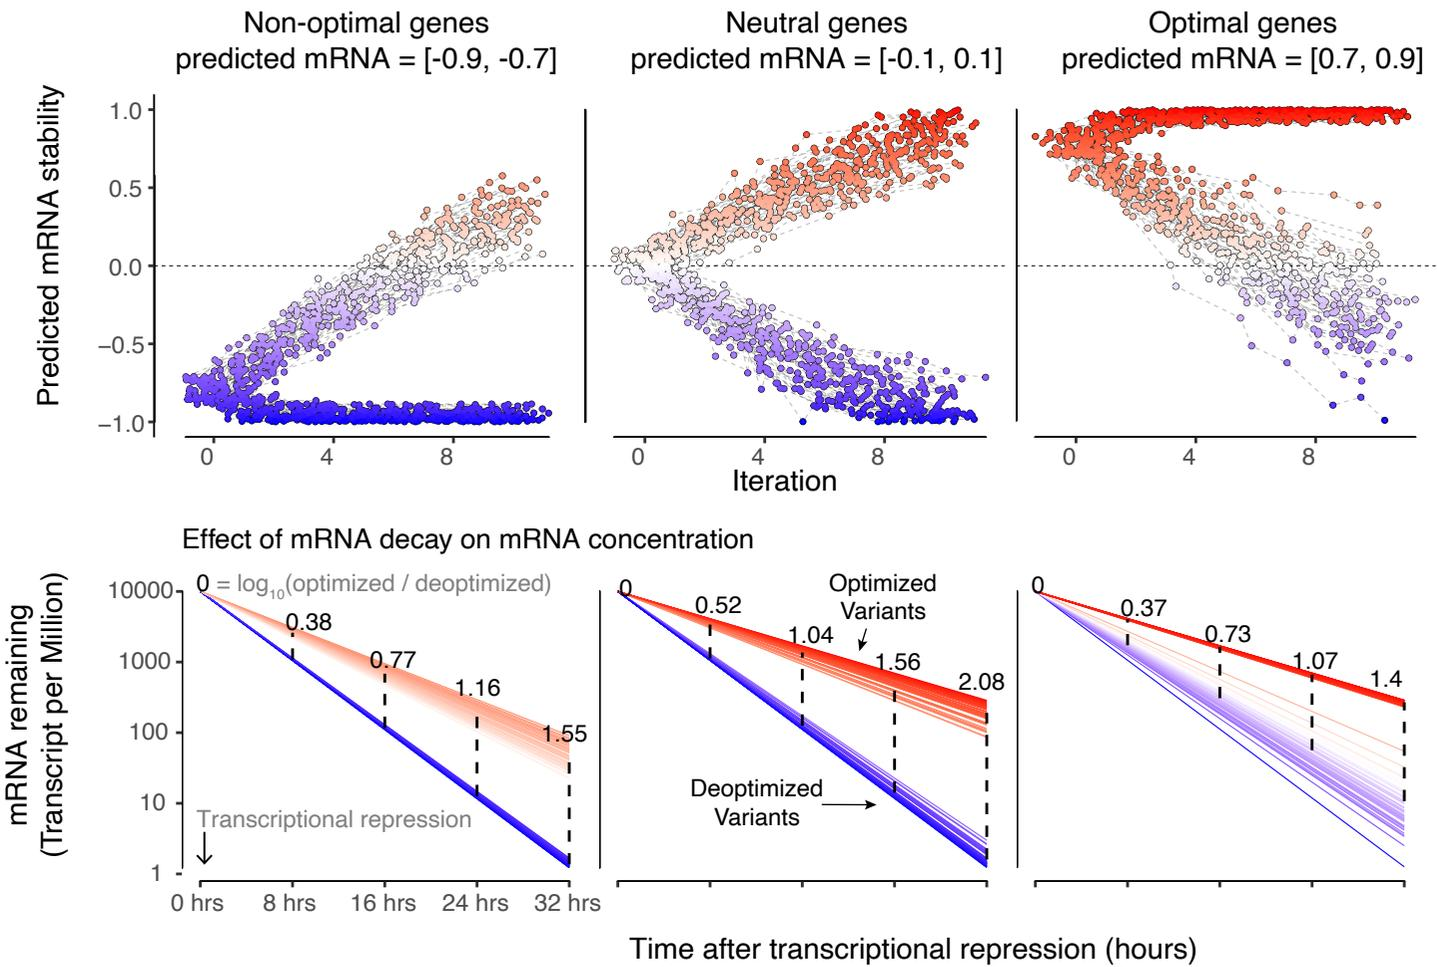 Non-optimal genes
predicted mRNA = [-0.9, -0.7]
Neutral genes
predicted mRNA = [-0.1, 0.1]
Optimal genes
predicted mRNA = [0.7, 0.9]
Predicted mRNA stability
1.0
0.5
0.0
−0.5
−1.0
0 4 8
0 4 8
0 4 8
Iteration
Effect of mRNA decay on mRNA concentration
mRNA remaining
(Transcript per Million)
10000
1000
100
10
1
0 = log10(optimized / deoptimized)
0.38
0.77
1.16
1.55
Transcriptional repression
0 hrs 8 hrs 16 hrs 24 hrs 32 hrs
0
0.52
1.04
1.56
2.08
Optimized
Variants
Deoptimized
Variants
0
0.37
0.73
1.07
1.4
Time after transcriptional repression (hours)